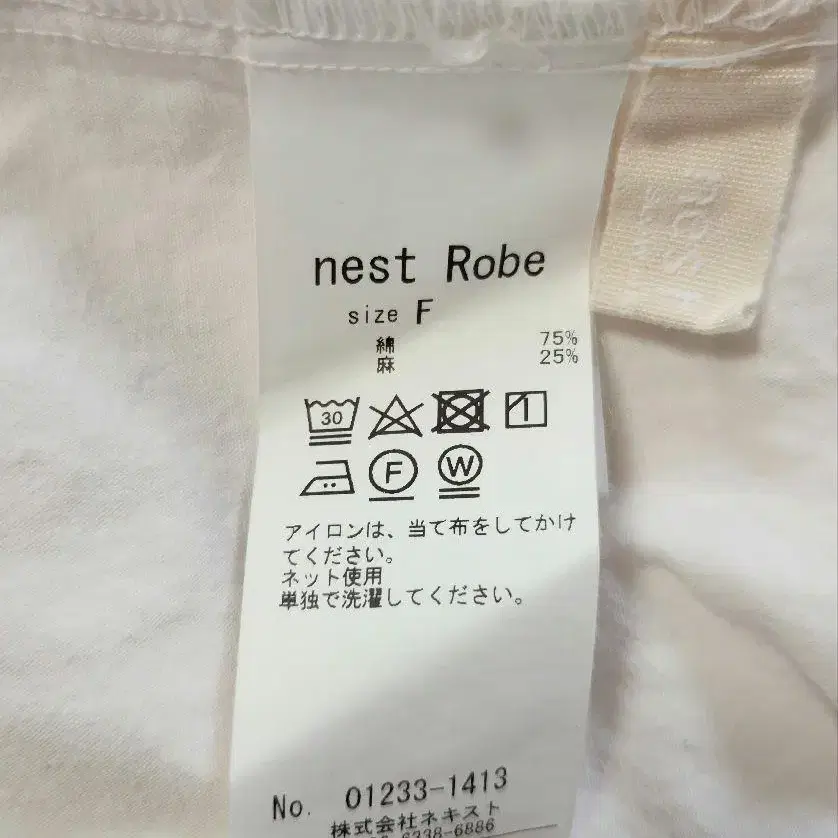 nest Robe
size F
綿 75%
麻 25%
30
F W
アイロンは、当て布をしてかけ
てください。
ネット使用
単独で洗濯してください。
No. 01233-1413
株式会社ネキスト
6338-6886